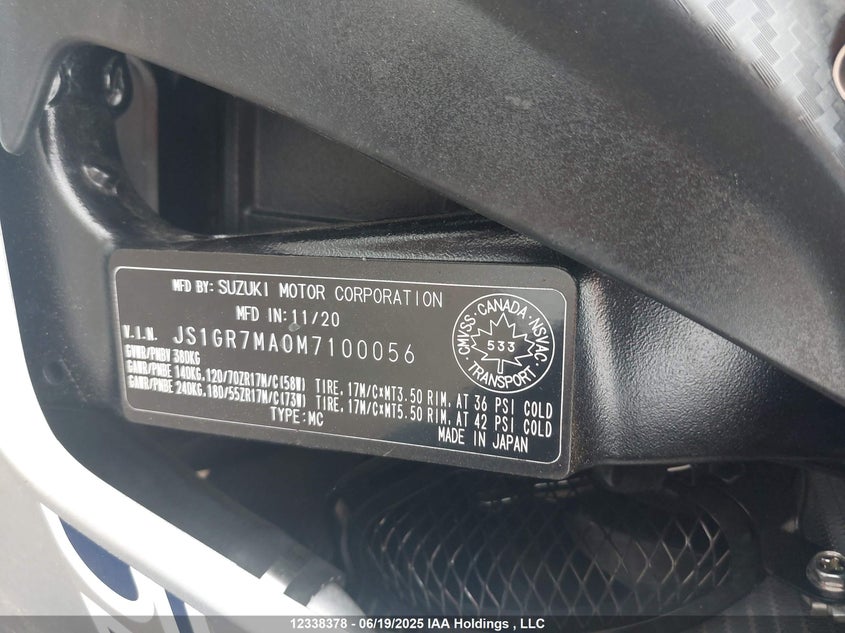 MFD BY: SUZUKI MOTOR CORPORATION
MFD IN: 11/20
V.I.N. JS1GR7MA0M7100056
GVWR/PNBV 380KG
GAWR/PNBE 140KG.120/70ZR17M/C(58W) TIRE, 17M/C×MT3.50 RIM, AT 36 PSI COLD
GAWR/PNBE 240KG.180/55ZR17M/C(73W) TIRE, 17M/C×MT5.50 RIM, AT 42 PSI COLD
TYPE: MC
MADE IN JAPAN
CMVSS · CANADA · NSVAC
533
· TRANSPORT ·
12338378 - 06/19/2025 IAA Holdings , LLC